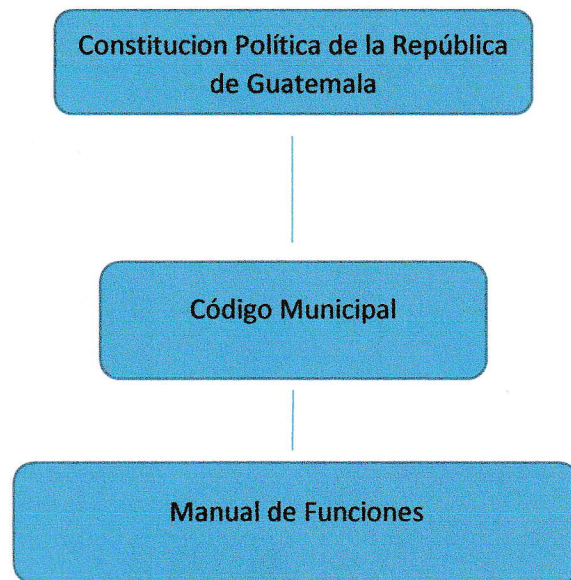 Constitucion Política de la República
de Guatemala
Código Municipal
Manual de Funciones